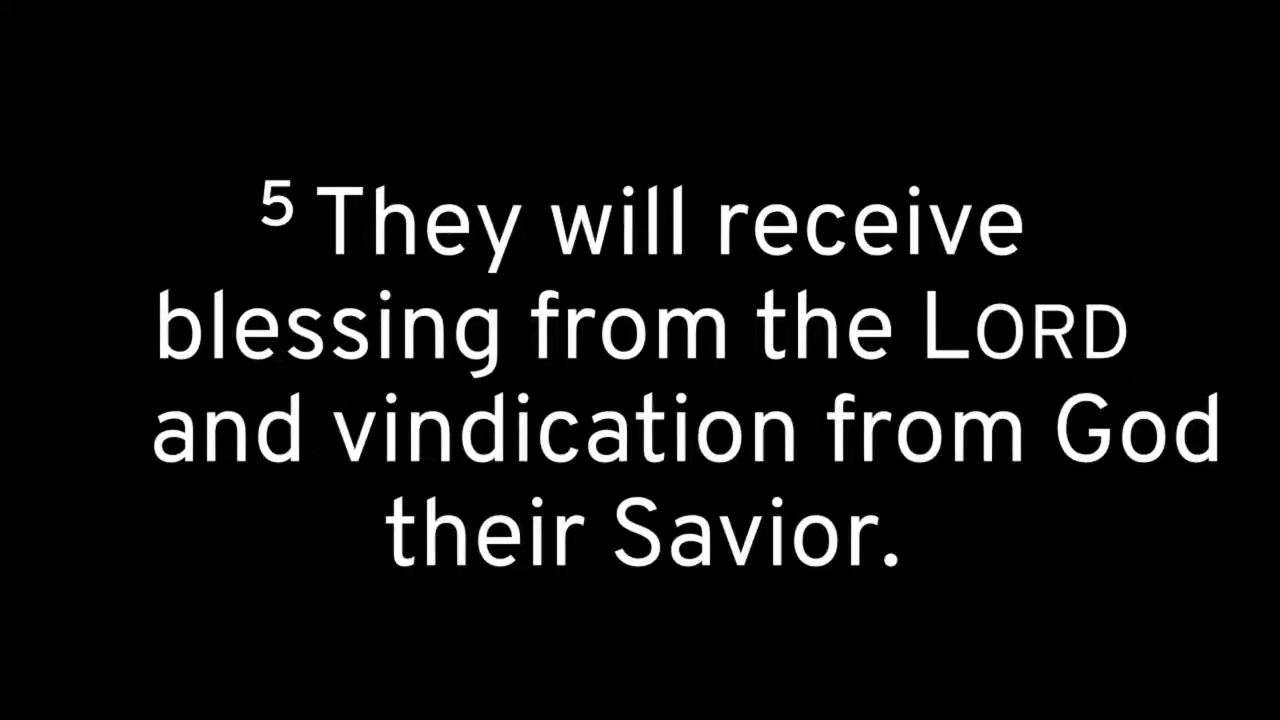 ⁵ They will receive
blessing from the LORD
and vindication from God
their Savior.